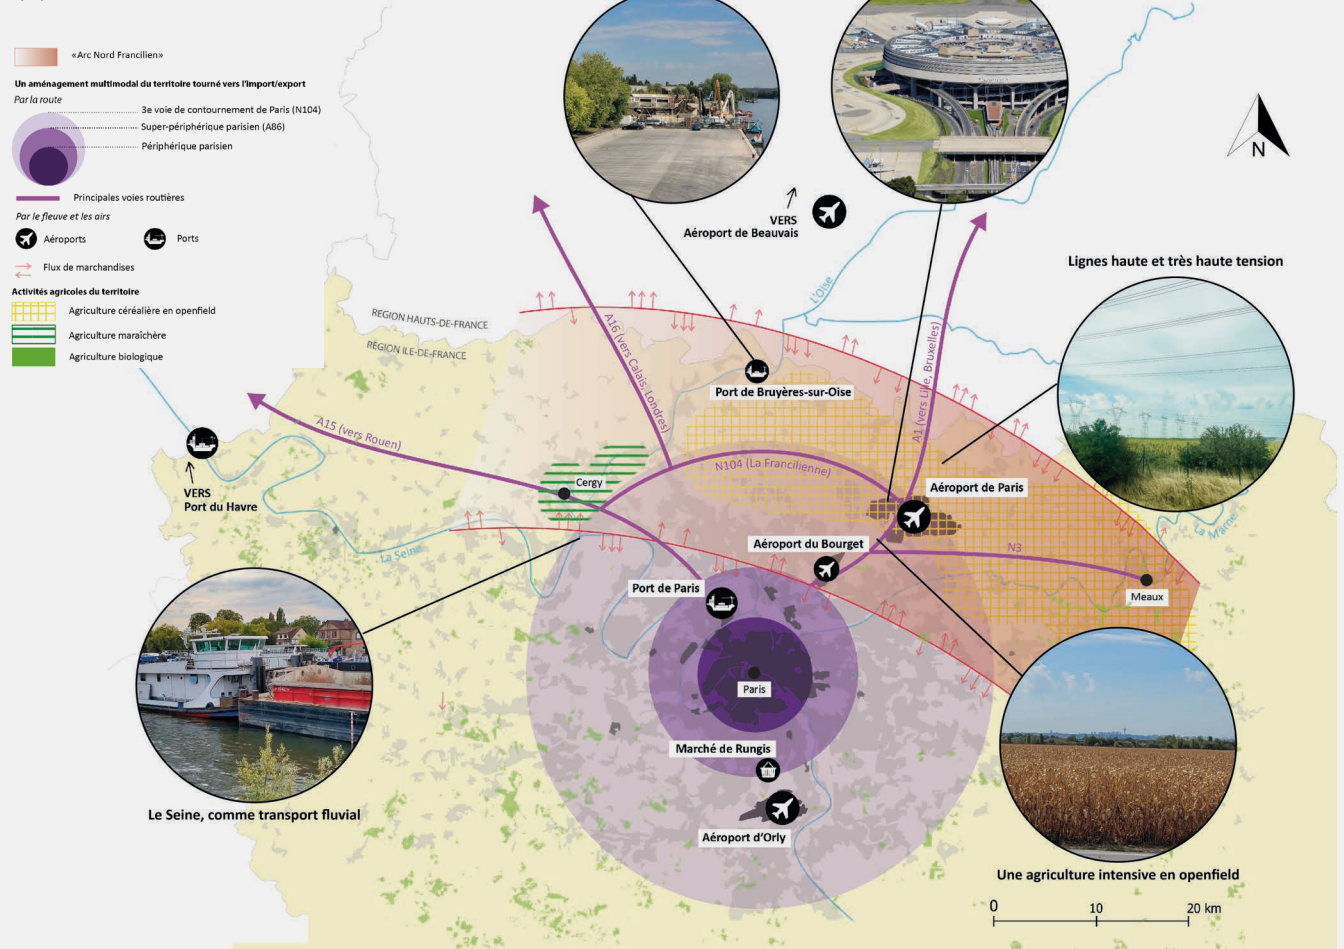 «Arc Nord Francilien»
Un aménagement multimodal du territoire tourné vers l'import/export
Par la route
3e voie de contournement de Paris (N104)
Super-périphérique parisien (A86)
Périphérique parisien
Principales voies routières
Par le fleuve et les airs
Aéroports
Ports
Flux de marchandises
Activités agricoles du territoire
Agriculture céréalière en openfield
Agriculture maraîchère
Agriculture biologique
N
VERS
Aéroport de Beauvais
L'Oise
Lignes haute et très haute tension
REGION HAUTS-DE-FRANCE
RÉGION ILE-DE-FRANCE
A16 (vers Calais, Londres)
A1 (vers Lille, Bruxelles)
Port de Bruyères-sur-Oise
A15 (vers Rouen)
N104 (La Francilienne)
Cergy
Aéroport de Paris
VERS
Port du Havre
La Seine
La Marne
Aéroport du Bourget
N3
Port de Paris
Meaux
Paris
Marché de Rungis
Aéroport d'Orly
Le Seine, comme transport fluvial
Une agriculture intensive en openfield
0 10 20 km